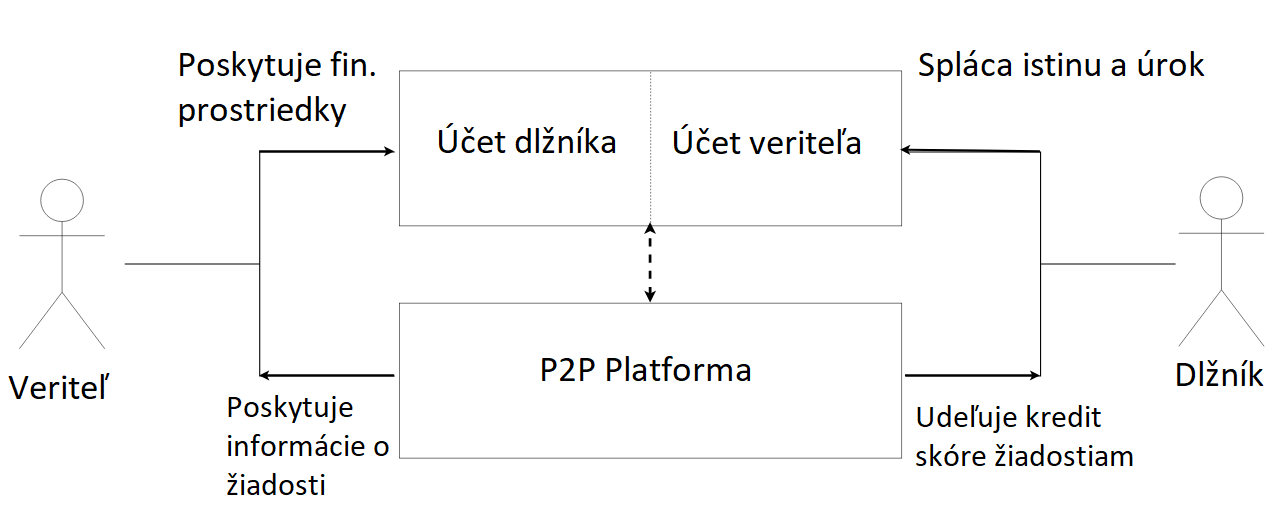 Poskytuje fin.
prostriedky
Spláca istinu a úrok
Účet dlžníka
Účet veriteľa
Veriteľ
P2P Platforma
Dlžník
Poskytuje
informácie o
žiadosti
Udeľuje kredit
skóre žiadostiam